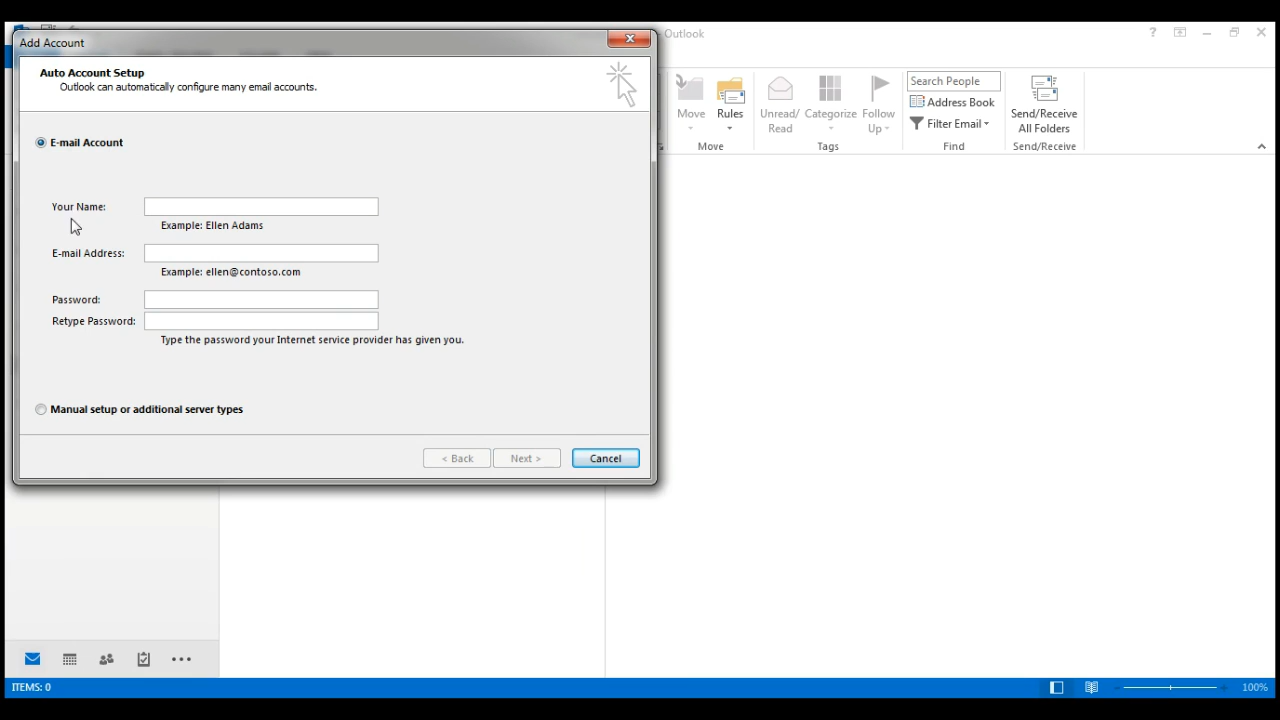 Add Account
- Outlook
?
Auto Account Setup
Outlook can automatically configure many email accounts.
E-mail Account
Your Name:
Example: Ellen Adams
E-mail Address:
Example: ellen@contoso.com
Password:
Retype Password:
Type the password your Internet service provider has given you.
Manual setup or additional server types
< Back
Next >
Cancel
Move
Rules
Move
Unread/
Read
Categorize
Follow
Up
Tags
Search People
Address Book
Filter Email
Find
Send/Receive
All Folders
Send/Receive
ITEMS: 0
100%